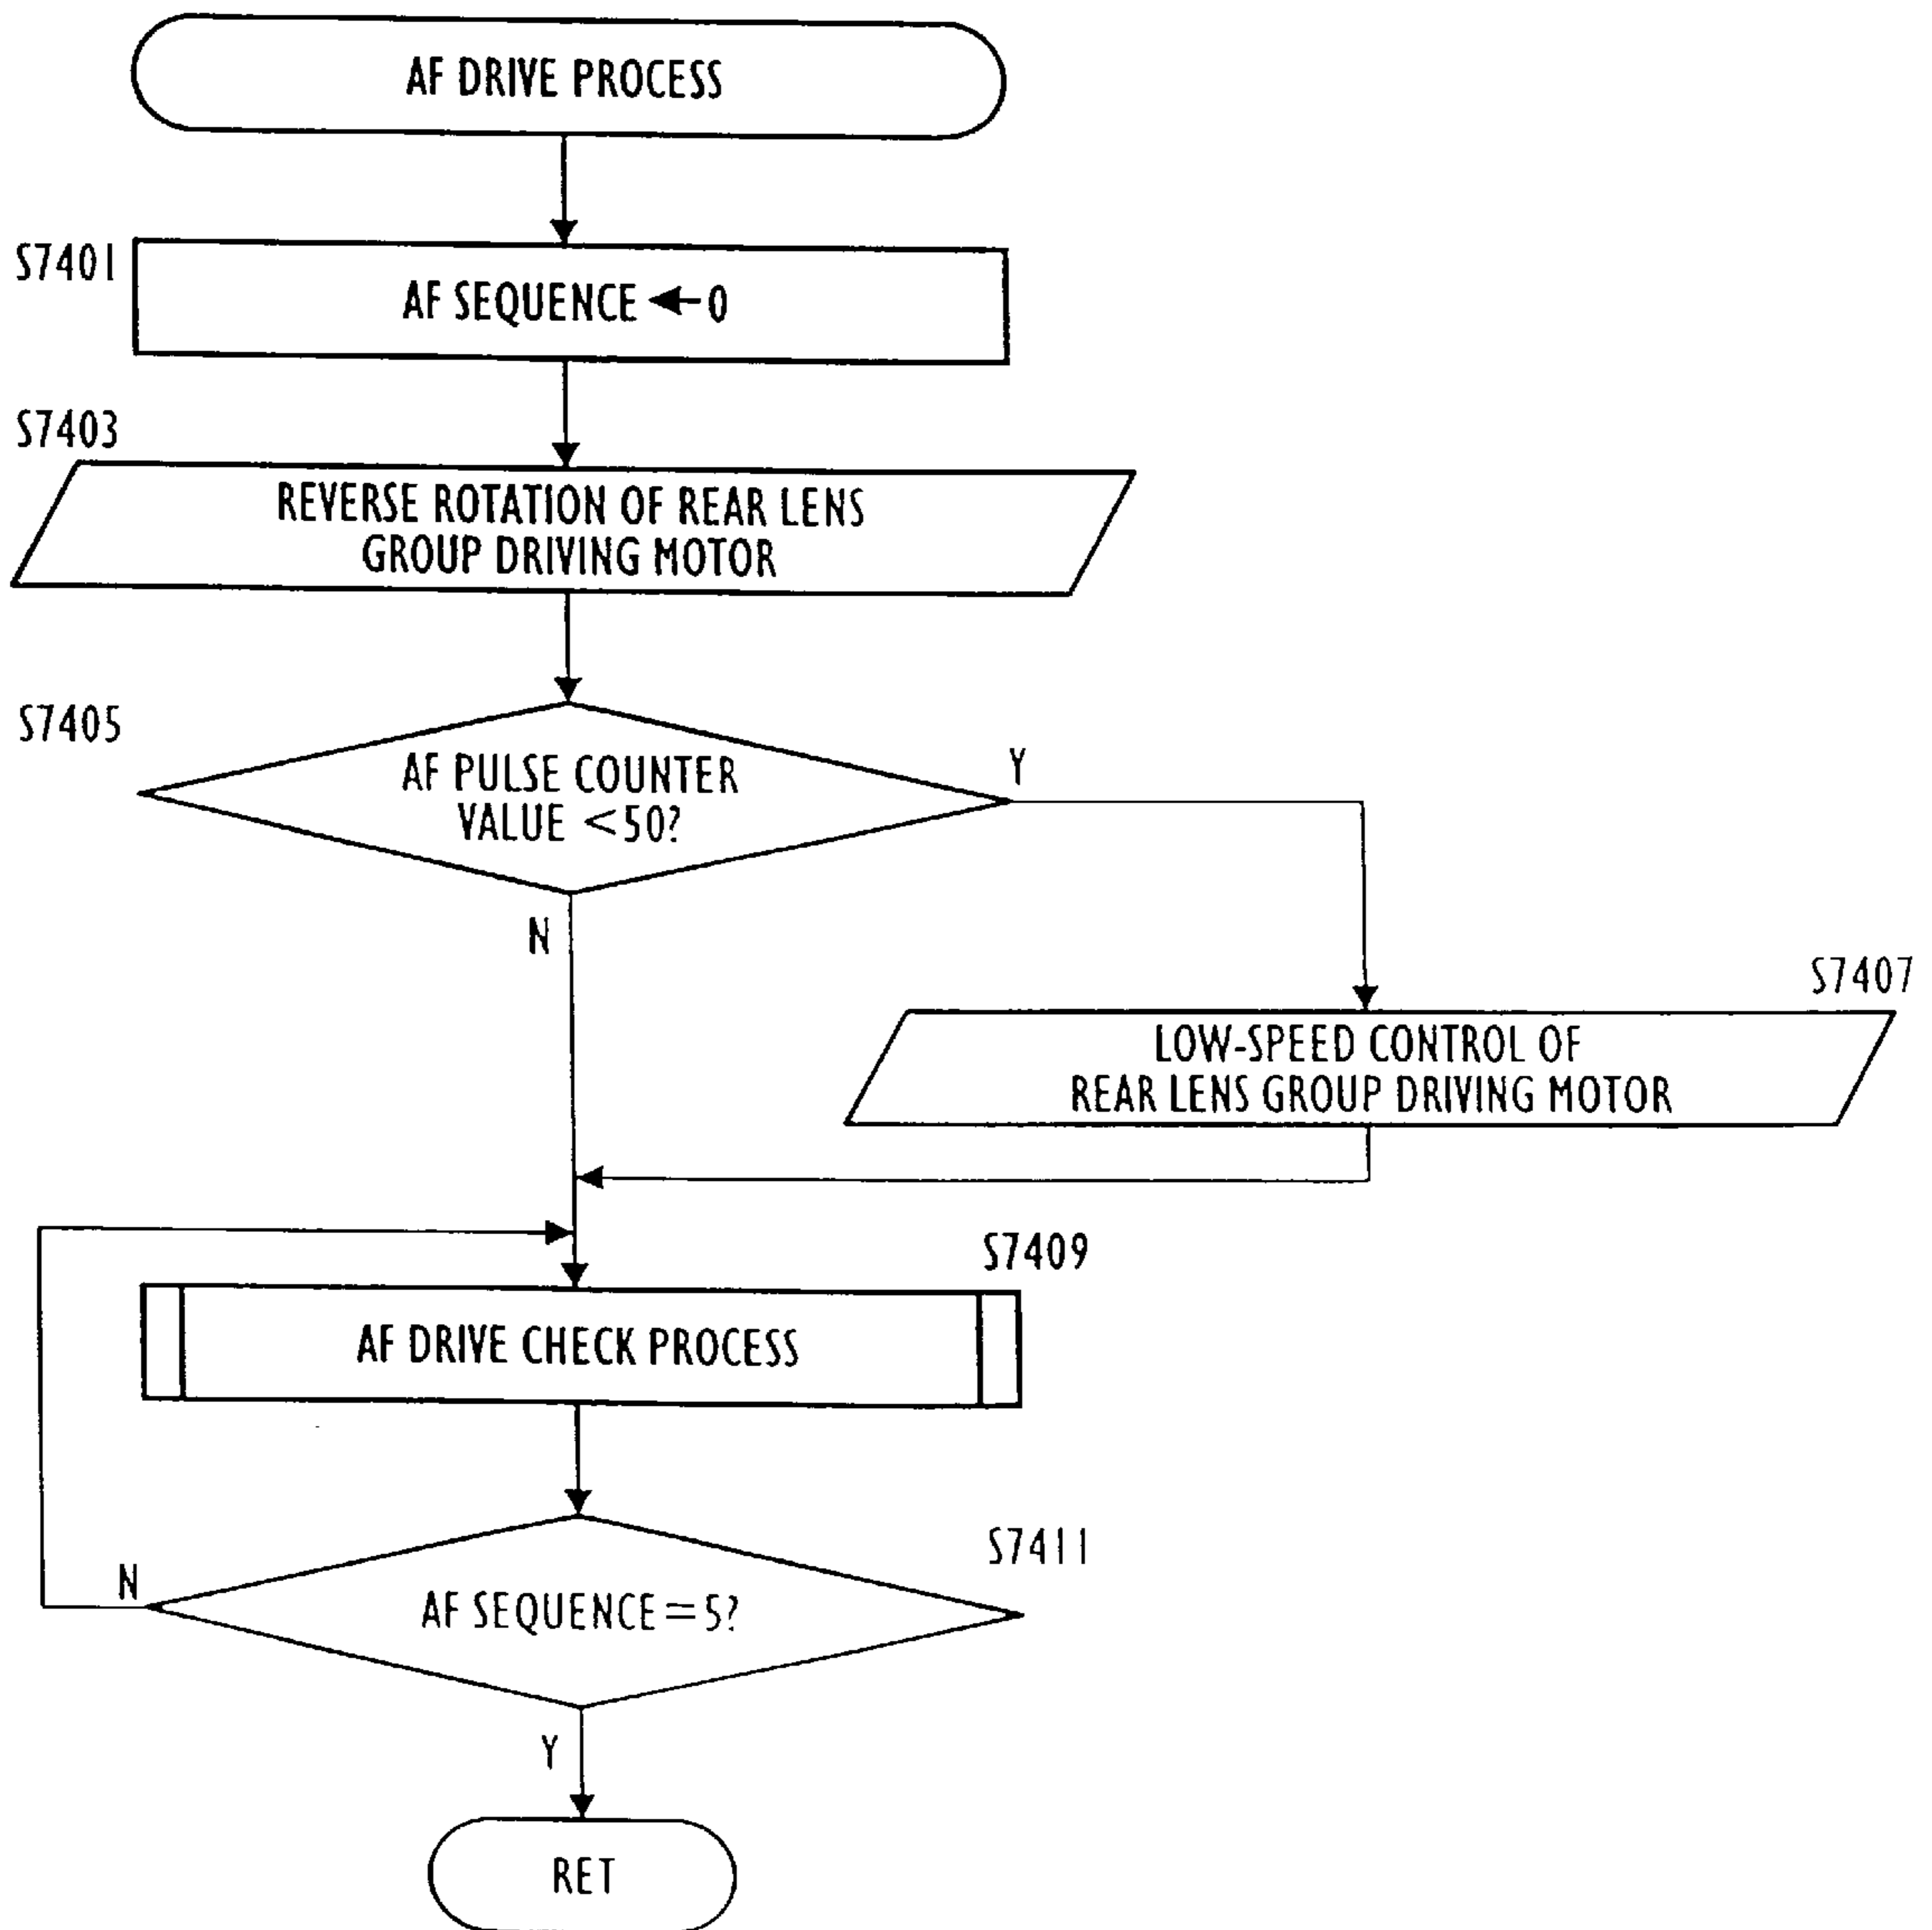 AF DRIVE PROCESS
S7401
AF SEQUENCE ← 0
S7403
REVERSE ROTATION OF REAR LENS
GROUP DRIVING MOTOR
S7405
AF PULSE COUNTER
VALUE <50?
Y
N
S7407
LOW-SPEED CONTROL OF
REAR LENS GROUP DRIVING MOTOR
S7409
AF DRIVE CHECK PROCESS
S7411
AF SEQUENCE=5?
N
Y
RET